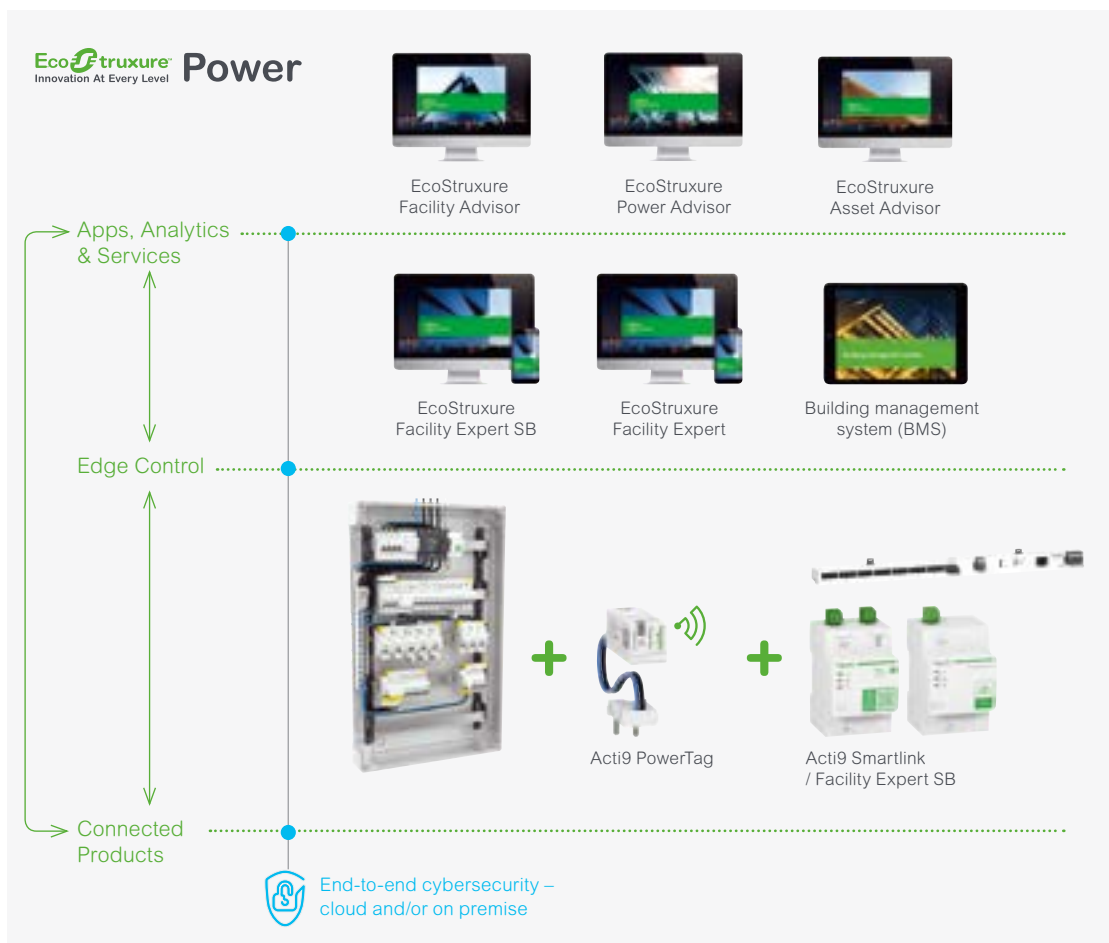 EcoStruxure™ Power
Innovation At Every Level
EcoStruxure
Facility Advisor
EcoStruxure
Power Advisor
EcoStruxure
Asset Advisor
Apps, Analytics
& Services
EcoStruxure
Facility Expert SB
EcoStruxure
Facility Expert
Building management
system (BMS)
Edge Control
Acti9 PowerTag
Acti9 Smartlink
/ Facility Expert SB
Connected
Products
End-to-end cybersecurity –
cloud and/or on premise